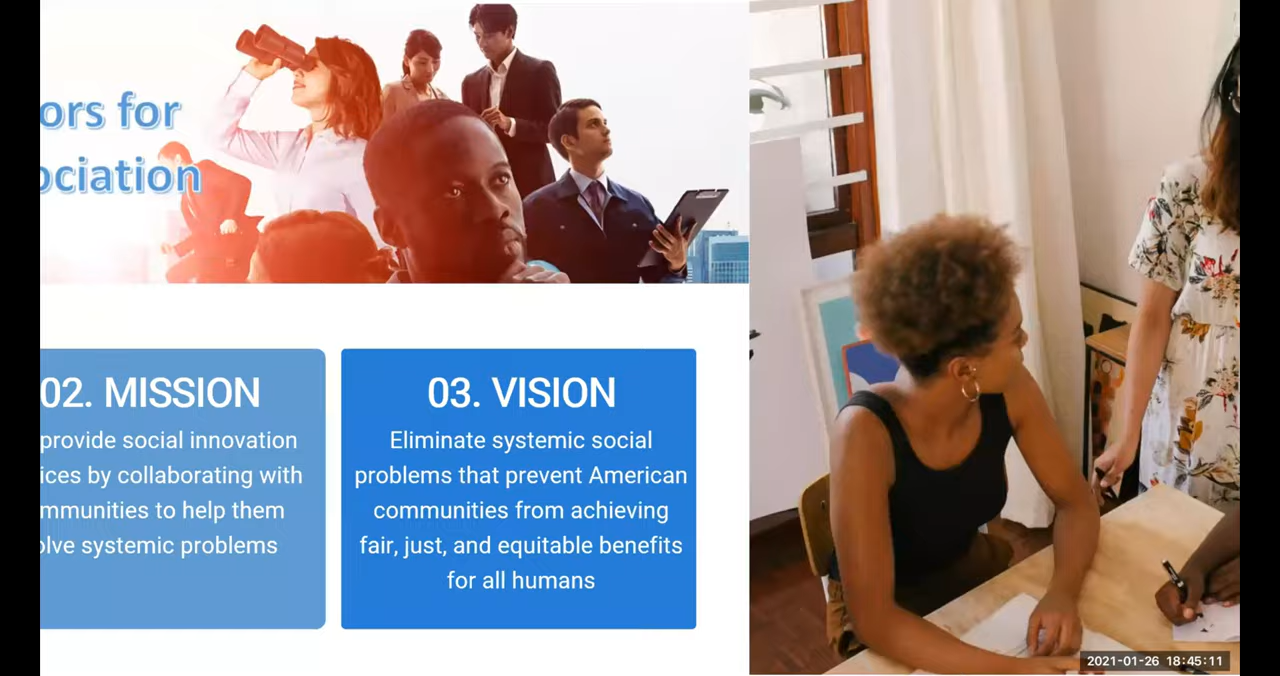 ors for
ociation
02. MISSION
provide social innovation
ices by collaborating with
mmunities to help them
olve systemic problems
03. VISION
Eliminate systemic social
problems that prevent American
communities from achieving
fair, just, and equitable benefits
for all humans
2021-01-26 18:45:11